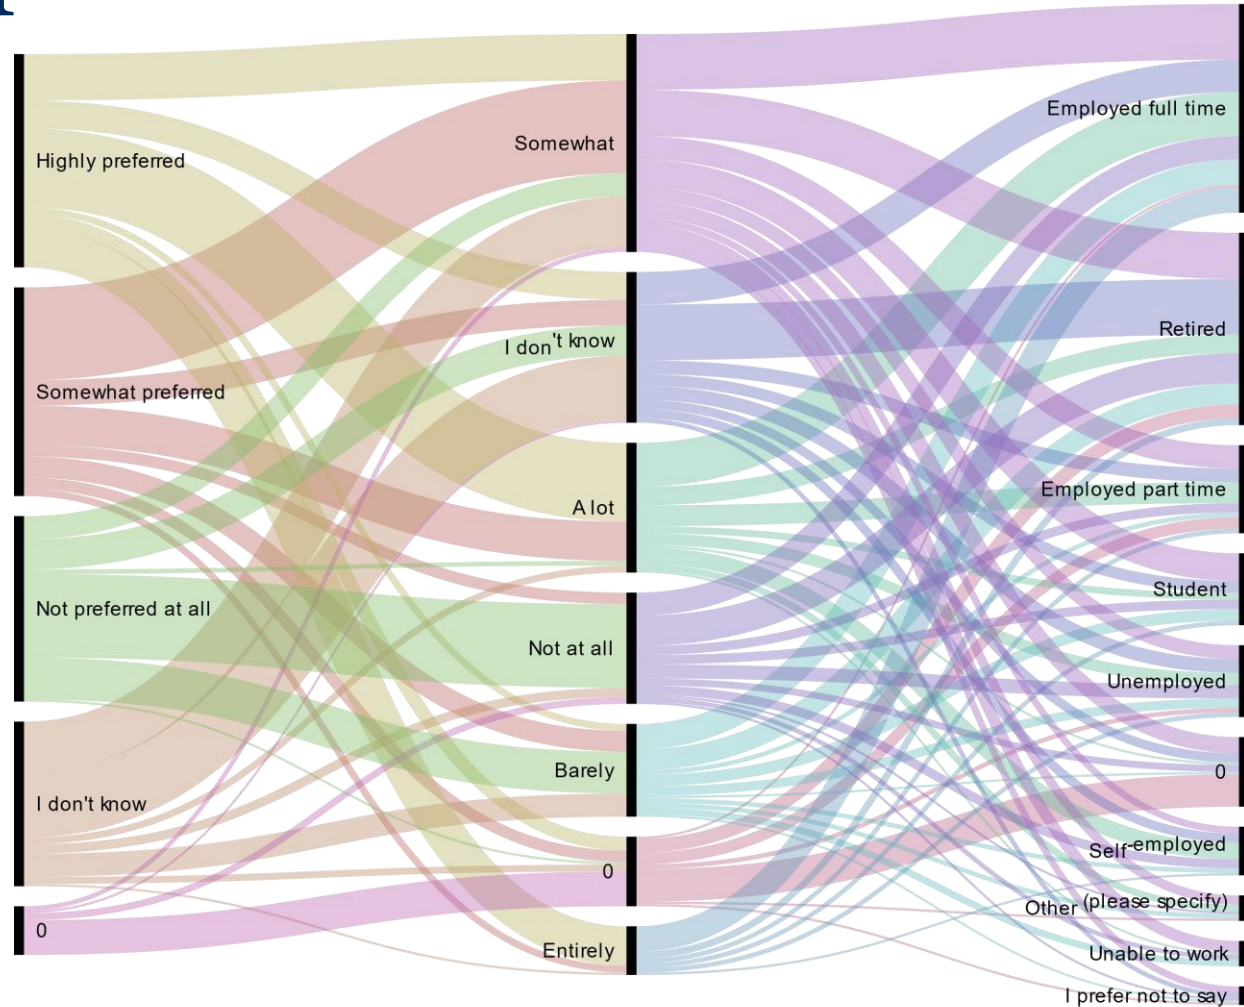 Highly preferred
Somewhat preferred
Not preferred at all
I don't know
0
Somewhat
I don't know
A lot
Not at all
Barely
0
Entirely
Employed full time
Retired
Employed part time
Student
Unemployed
0
Self-employed
Other (please specify)
Unable to work
I prefer not to say